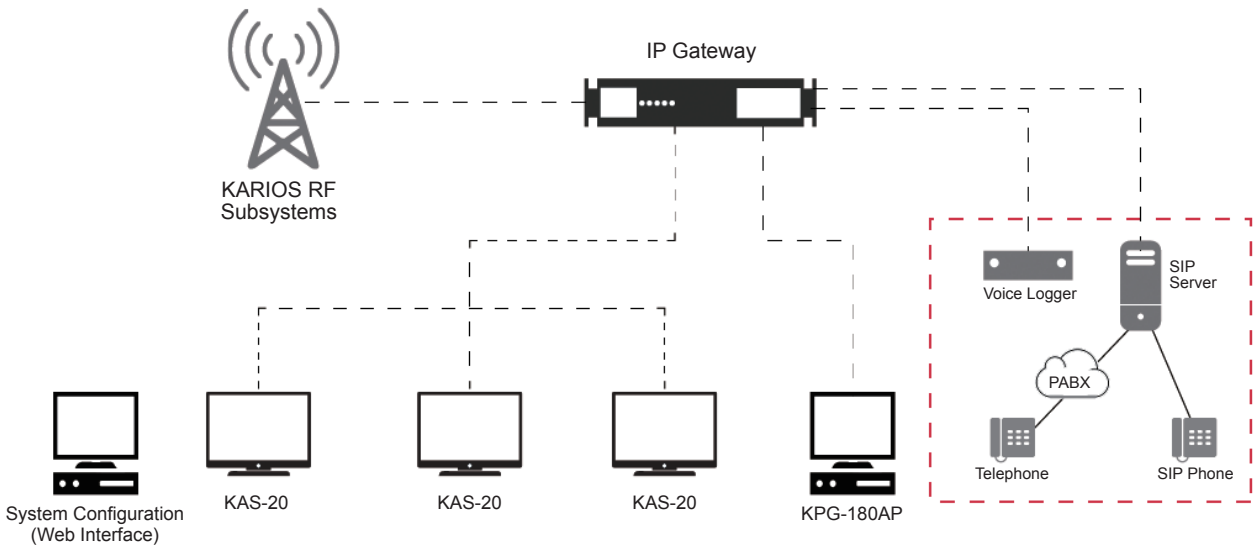 IP Gateway
KARIOS RF
Subsystems
Voice Logger
SIP
Server
PABX
Telephone
SIP Phone
System Configuration
(Web Interface)
KAS-20
KAS-20
KAS-20
KPG-180AP